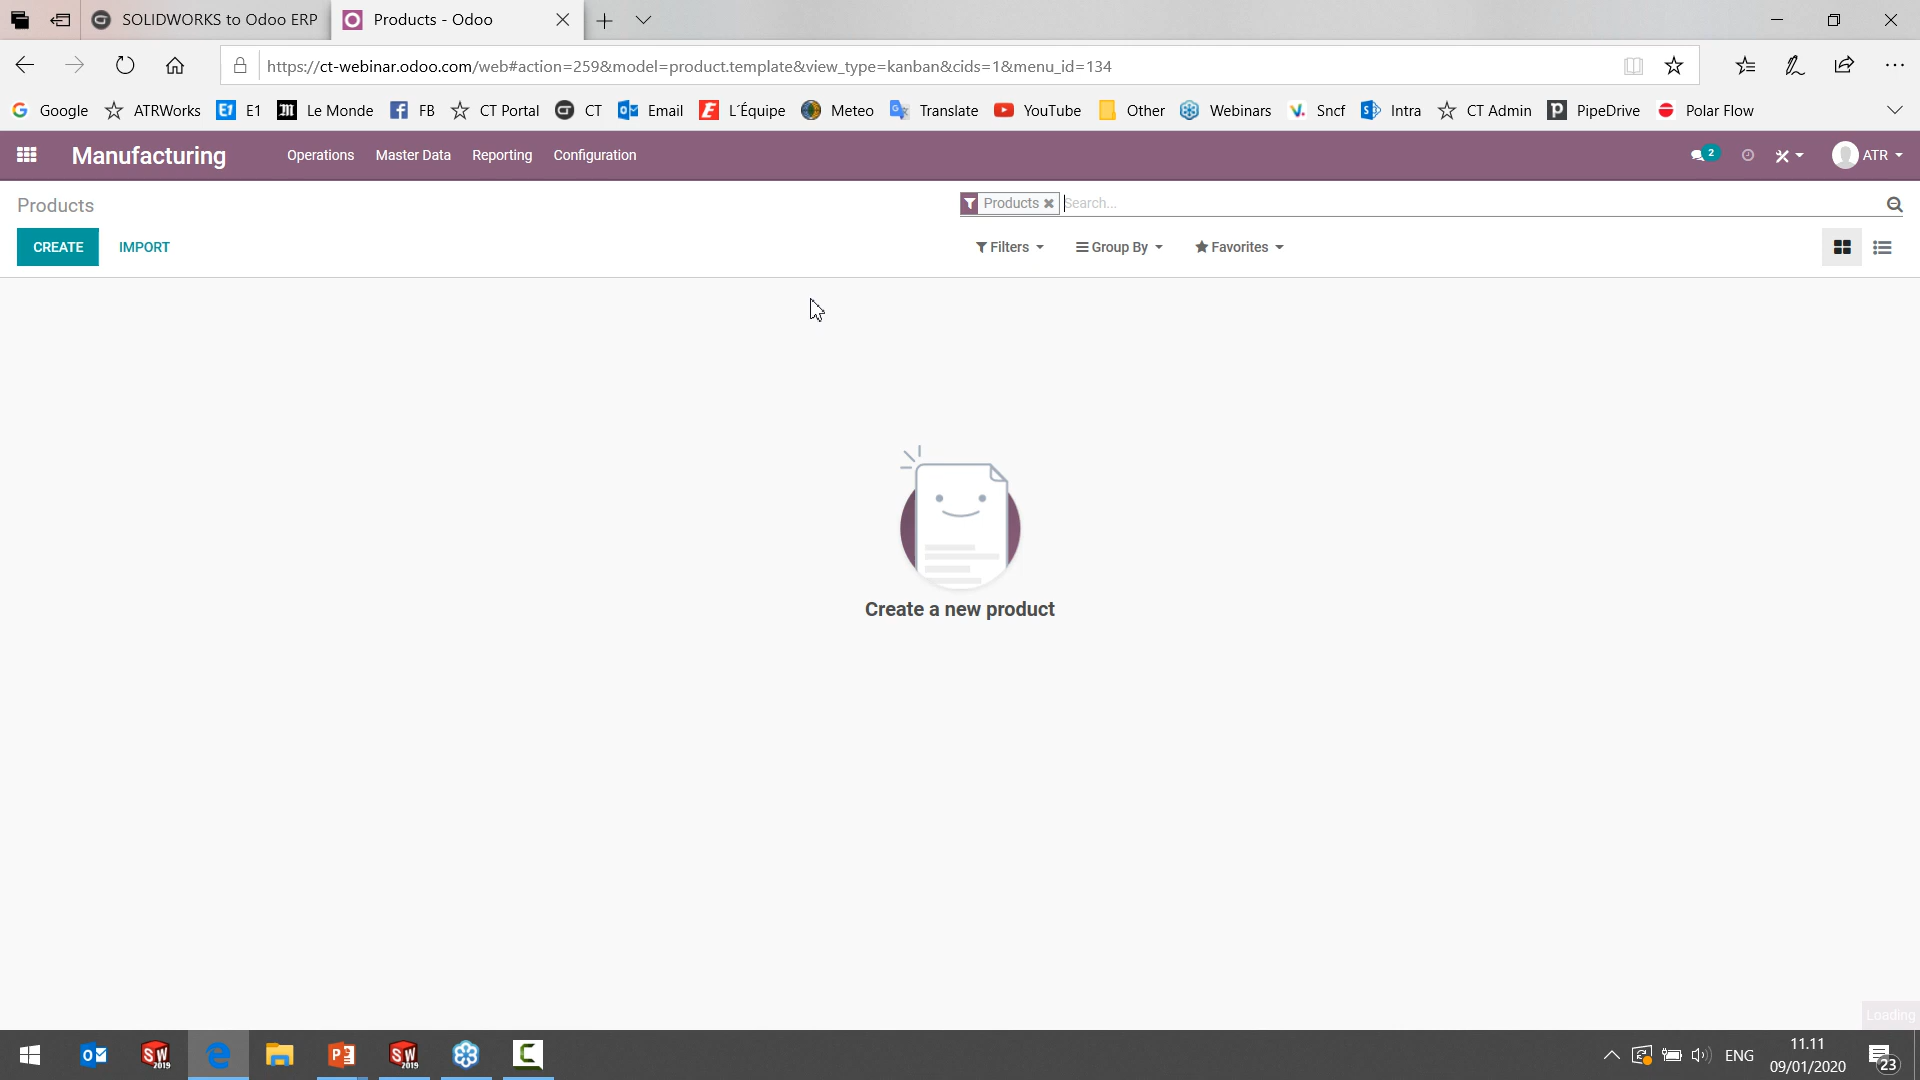 SOLIDWORKS to Odoo ERP
Products - Odoo
https://ct-webinar.odoo.com/web#action=259&model=product.template&view_type=kanban&cids=1&menu_id=134
Google ATRWorks E1 Le Monde FB CT Portal CT Email L´Équipe Meteo Translate YouTube Other Webinars Sncf Intra CT Admin PipeDrive Polar Flow
Manufacturing Operations Master Data Reporting Configuration 2 ATR
Products
Products Search...
CREATE IMPORT Filters Group By Favorites
Create a new product
Loading
ENG
11.11
09/01/2020
23